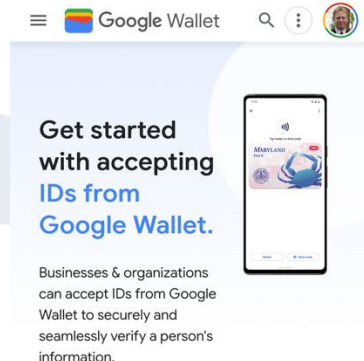 Google Wallet
Get started
with accepting
IDs from
Google Wallet.
Businesses & organizations
can accept IDs from Google
Wallet to securely and
seamlessly verify a person's
information.
MARYLAND